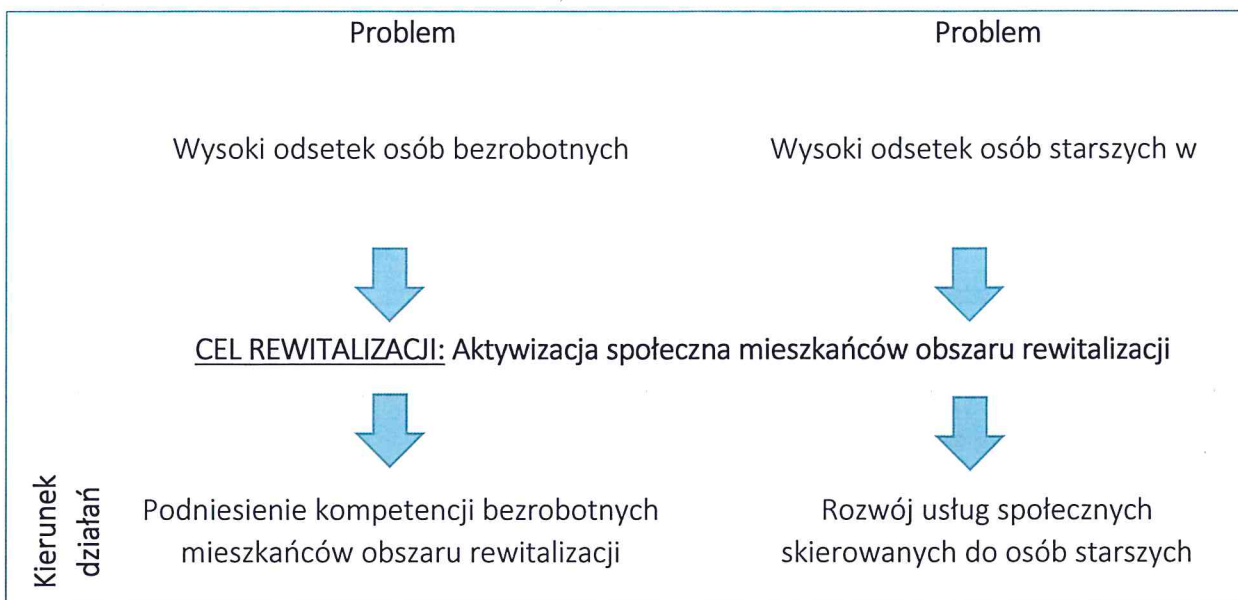 Problem
Problem
Wysoki odsetek osób bezrobotnych
Wysoki odsetek osób starszych w
CEL REWITALIZACJI: Aktywizacja społeczna mieszkańców obszaru rewitalizacji
Kierunek
działań
Podniesienie kompetencji bezrobotnych
mieszkańców obszaru rewitalizacji
Rozwój usług społecznych
skierowanych do osób starszych